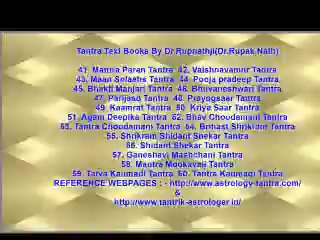 Tantra Text Books By Dr.Rupnathji(Dr.Rupak Nath)
41. Mantra Paran Tantra 42. Vaishnavamr Tantra
43. Maan Solastra Tantra 44. Pooja pradeep Tantra
45. Bhakti Manjari Tantra 46. Bhuvaneshwari Tantra
47. Parijaso Tantra 48. Prayogsaar Tantra
49. Kaamrat Tantra 50. Kriya Saar Tantra
51. Agam Deepika Tantra 52. Bhav Choodamani Tantra
53. Tantra Choodamani Tantra 54. Brihast Shrikram Tantra
55. Shrikram Shidant Shekar Tantra
56. Shidant Shekar Tantra
57. Ganeshavi Mashchani Tantra
58. Mantra Mookavali Tantra
59. Tatva Kaumadi Tantra 60. Tantra Kaumadi Tantra
REFERENCE WEBPAGES : - http://www.astrology-tantra.com/
&
http://www.tantrik-astrologer.in/